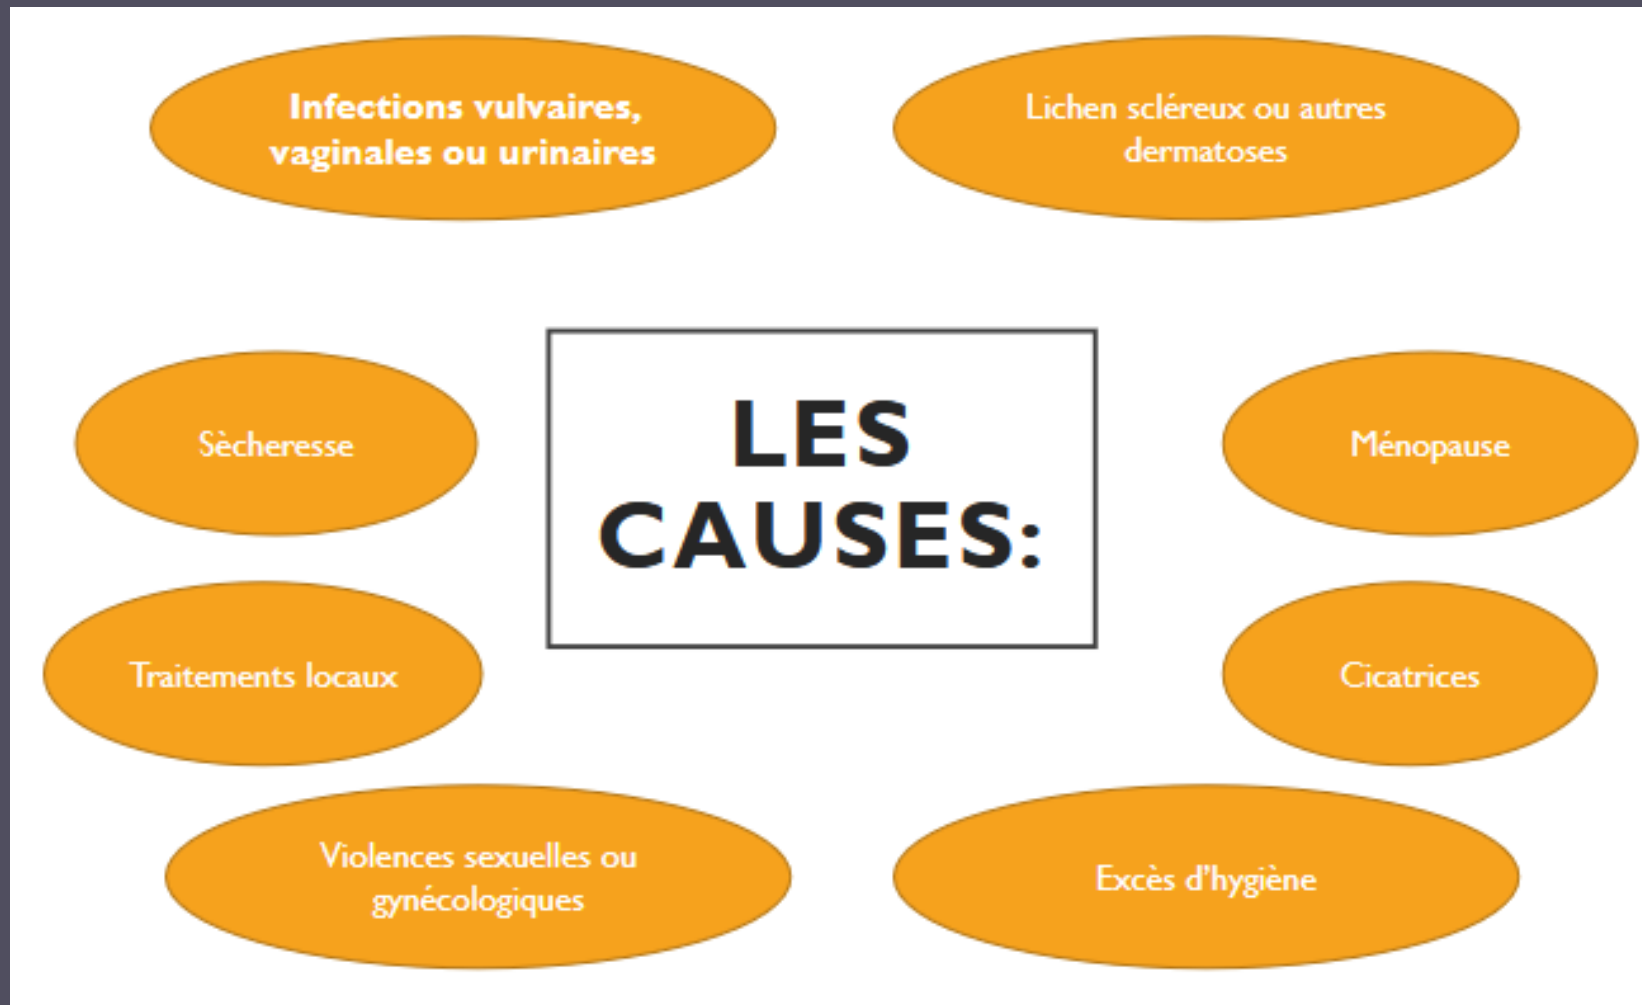 Infections vulvaires,
vaginales ou urinaires
Lichen scléreux ou autres
dermatoses
LES
CAUSES:
Sècheresse
Ménopause
Traitements locaux
Cicatrices
Violences sexuelles ou
gynécologiques
Excès d’hygiène